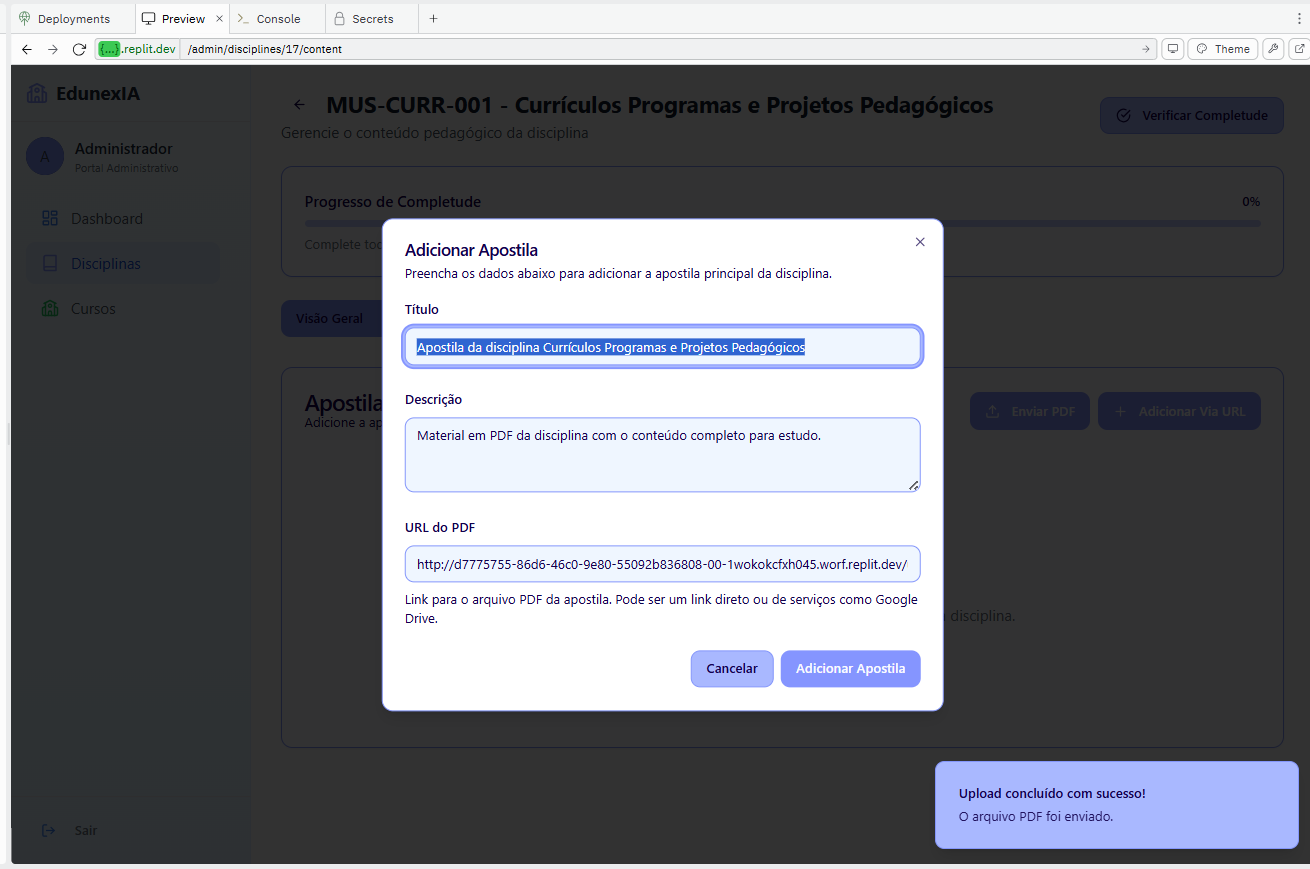 Deployments
Preview
Console
Secrets
{...}.replit.dev
/admin/disciplines/17/content
Theme
EdunexIA
MUS-CURR-001 - Currículos Programas e Projetos Pedagógicos
Gerencie o conteúdo pedagógico da disciplina
Verificar Completude
A
Administrador
Portal Administrativo
Dashboard
Disciplinas
Cursos
Sair
Progresso de Completude
0%
Complete to
Visão Geral
Apostila
Adicione a ap
Enviar PDF
Adicionar Via URL
disciplina.
Adicionar Apostila
Preencha os dados abaixo para adicionar a apostila principal da disciplina.
Título
Apostila da disciplina Currículos Programas e Projetos Pedagógicos
Descrição
Material em PDF da disciplina com o conteúdo completo para estudo.
URL do PDF
http://d7775755-86d6-46c0-9e80-55092b836808-00-1wokokcfxh045.worf.replit.dev/
Link para o arquivo PDF da apostila. Pode ser um link direto ou de serviços como Google
Drive.
Cancelar
Adicionar Apostila
Upload concluído com sucesso!
O arquivo PDF foi enviado.